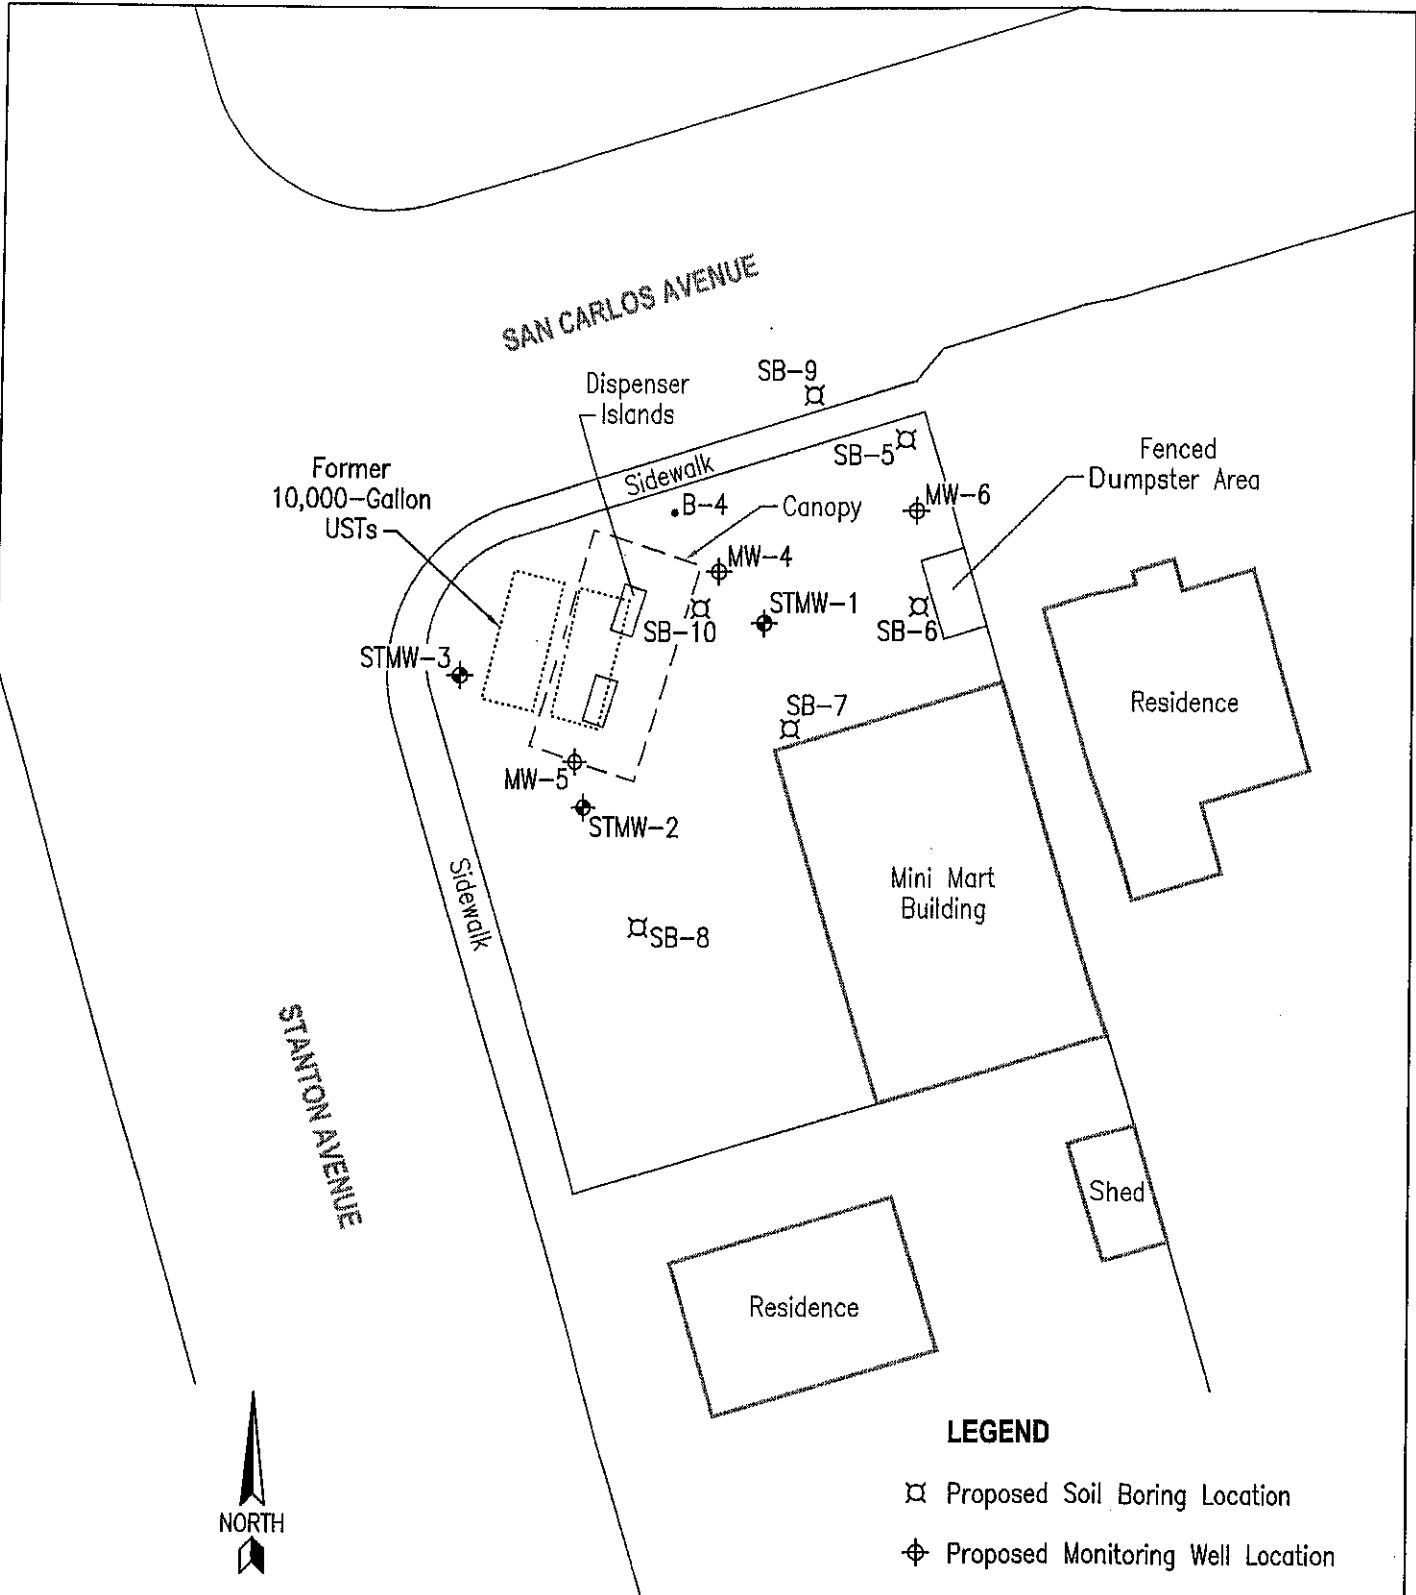 SAN CARLOS AVENUE
SB-9
Dispenser
Islands
SB-5
Fenced
Dumpster Area
Former
10,000-Gallon
USTs
Sidewalk
B-4
Canopy
MW-6
MW-4
STMW-1
SB-10
SB-6
STMW-3
SB-7
Residence
MW-5
STMW-2
Sidewalk
Mini Mart
Building
SB-8
STANTON AVENUE
Shed
Residence
LEGEND
Proposed Soil Boring Location
NORTH
Proposed Monitoring Well Location